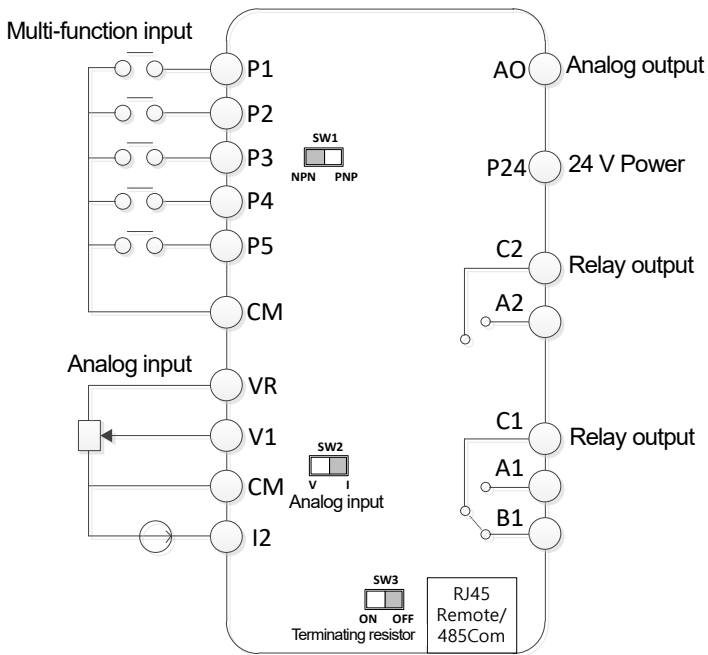 Multi-function input
P1
P2
P3
P4
P5
CM
SW1
NPN PNP
Analog input
VR
V1
CM
I2
SW2
V I
Analog input
SW3
ON OFF
Terminating resistor
RJ45
Remote/
485Com
AO Analog output
P24 24 V Power
C2 Relay output
A2
C1 Relay output
A1
B1